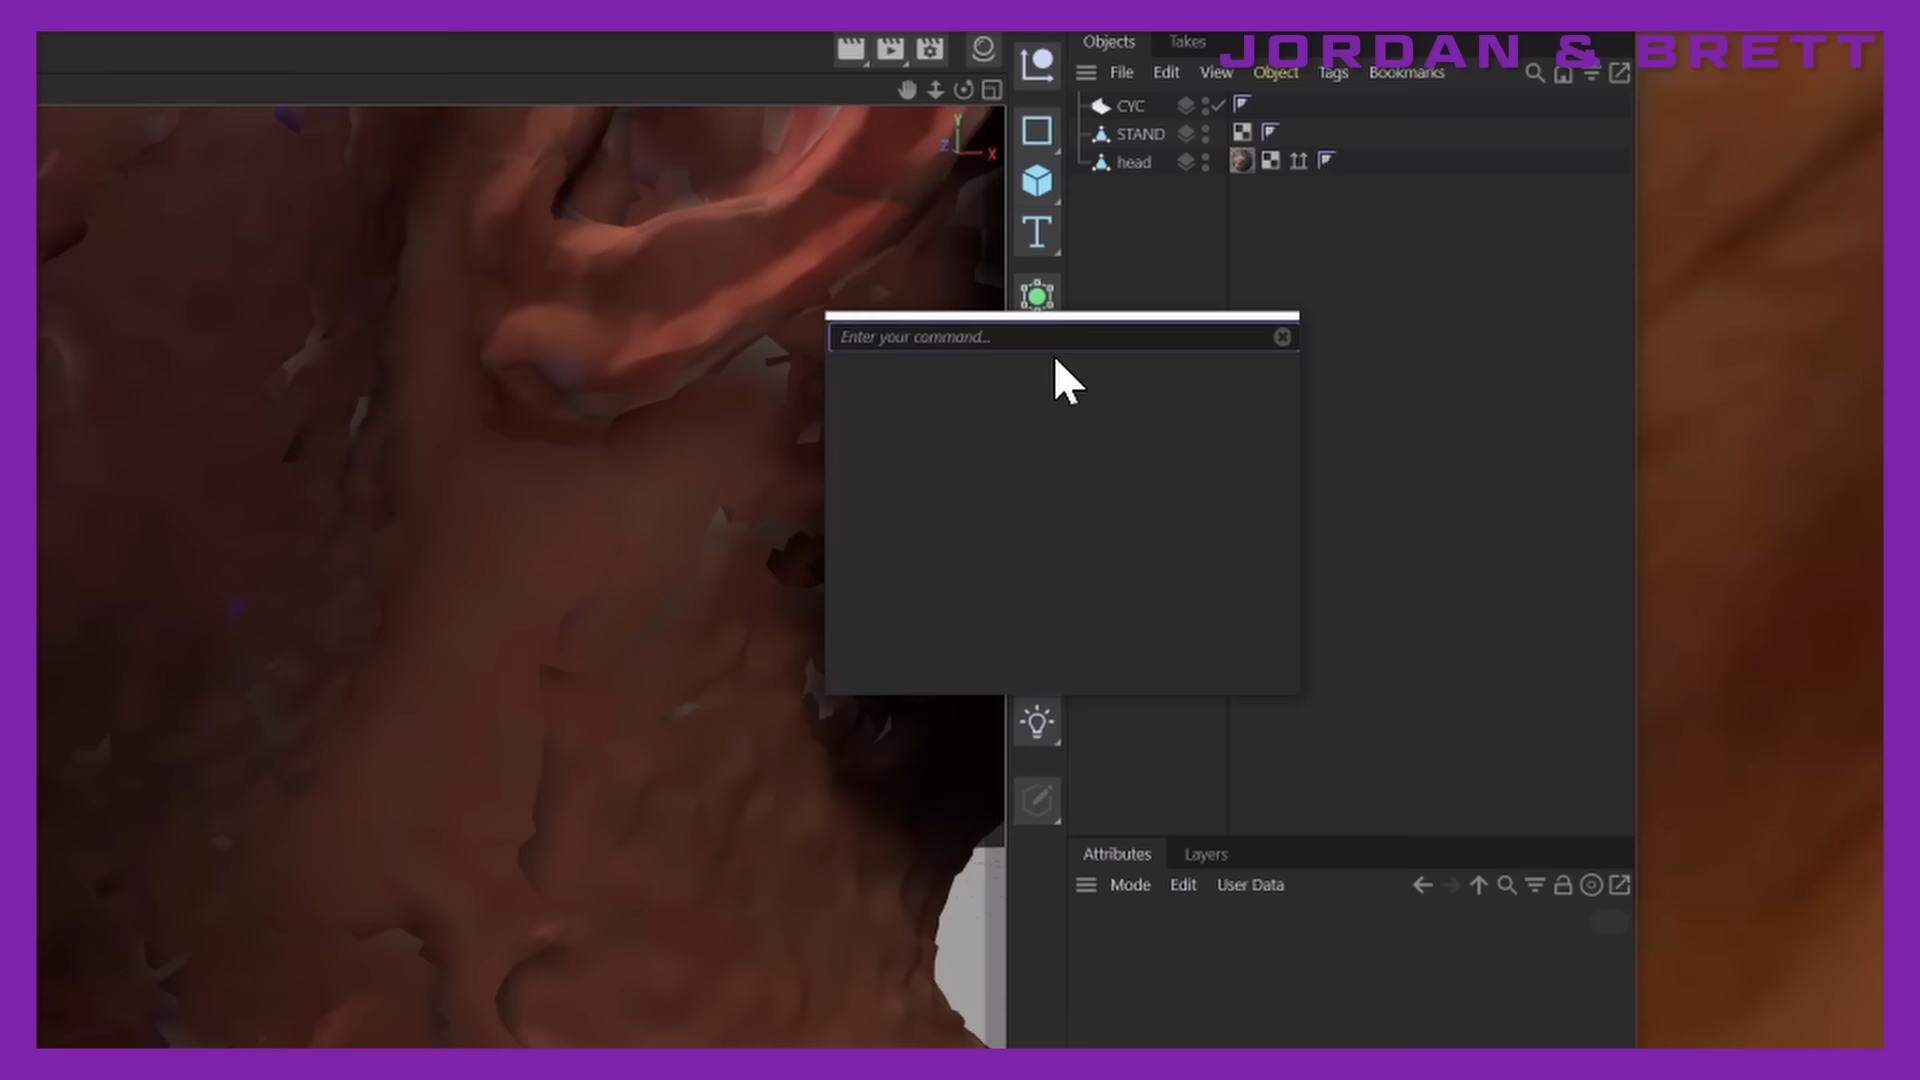 JORDAN & BRETT
Objects Takes
File Edit View Object Tags Bookmarks
CYC
STAND
head
Y
Z X
Enter your command...
Attributes Layers
Mode Edit User Data